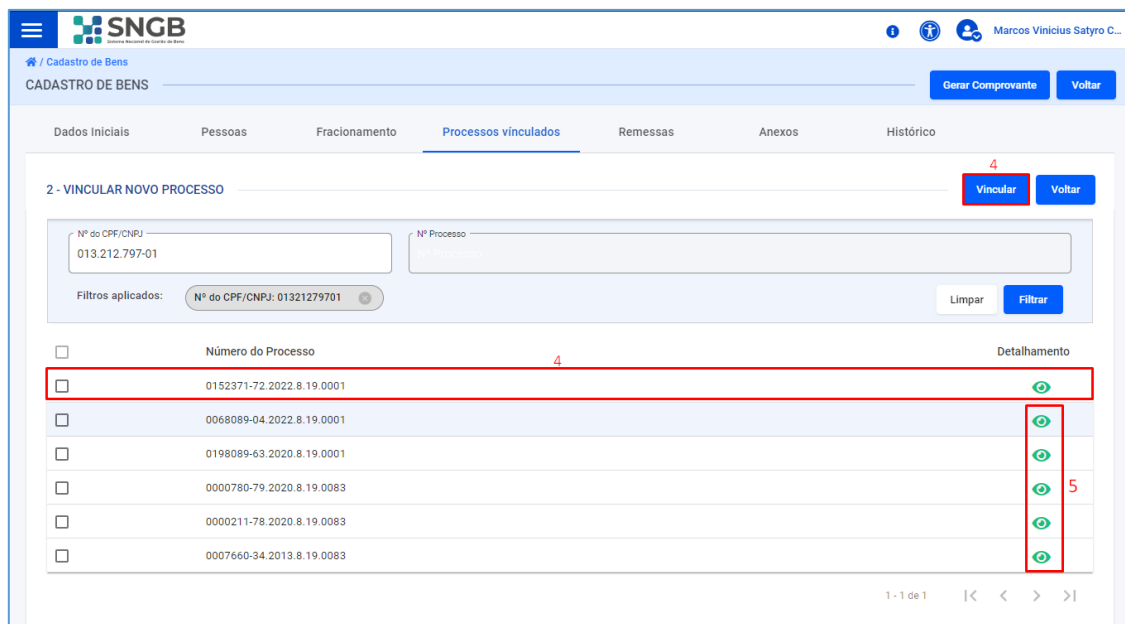 SNGB
Sistema Nacional de Gestão de Bens
Marcos Vinicius Satyro C...
/ Cadastro de Bens
CADASTRO DE BENS
Gerar Comprovante
Voltar
Dados Iniciais
Pessoas
Fracionamento
Processos vinculados
Remessas
Anexos
Histórico
4
2 - VINCULAR NOVO PROCESSO
Vincular
Voltar
Nº do CPF/CNPJ
013.212.797-01
Nº Processo
Nº Processo
Filtros aplicados:
Nº do CPF/CNPJ: 01321279701
Limpar
Filtrar
Número do Processo
Detalhamento
4
0152371-72.2022.8.19.0001
0068089-04.2022.8.19.0001
0198089-63.2020.8.19.0001
0000780-79.2020.8.19.0083
5
0000211-78.2020.8.19.0083
0007660-34.2013.8.19.0083
1 - 1 de 1